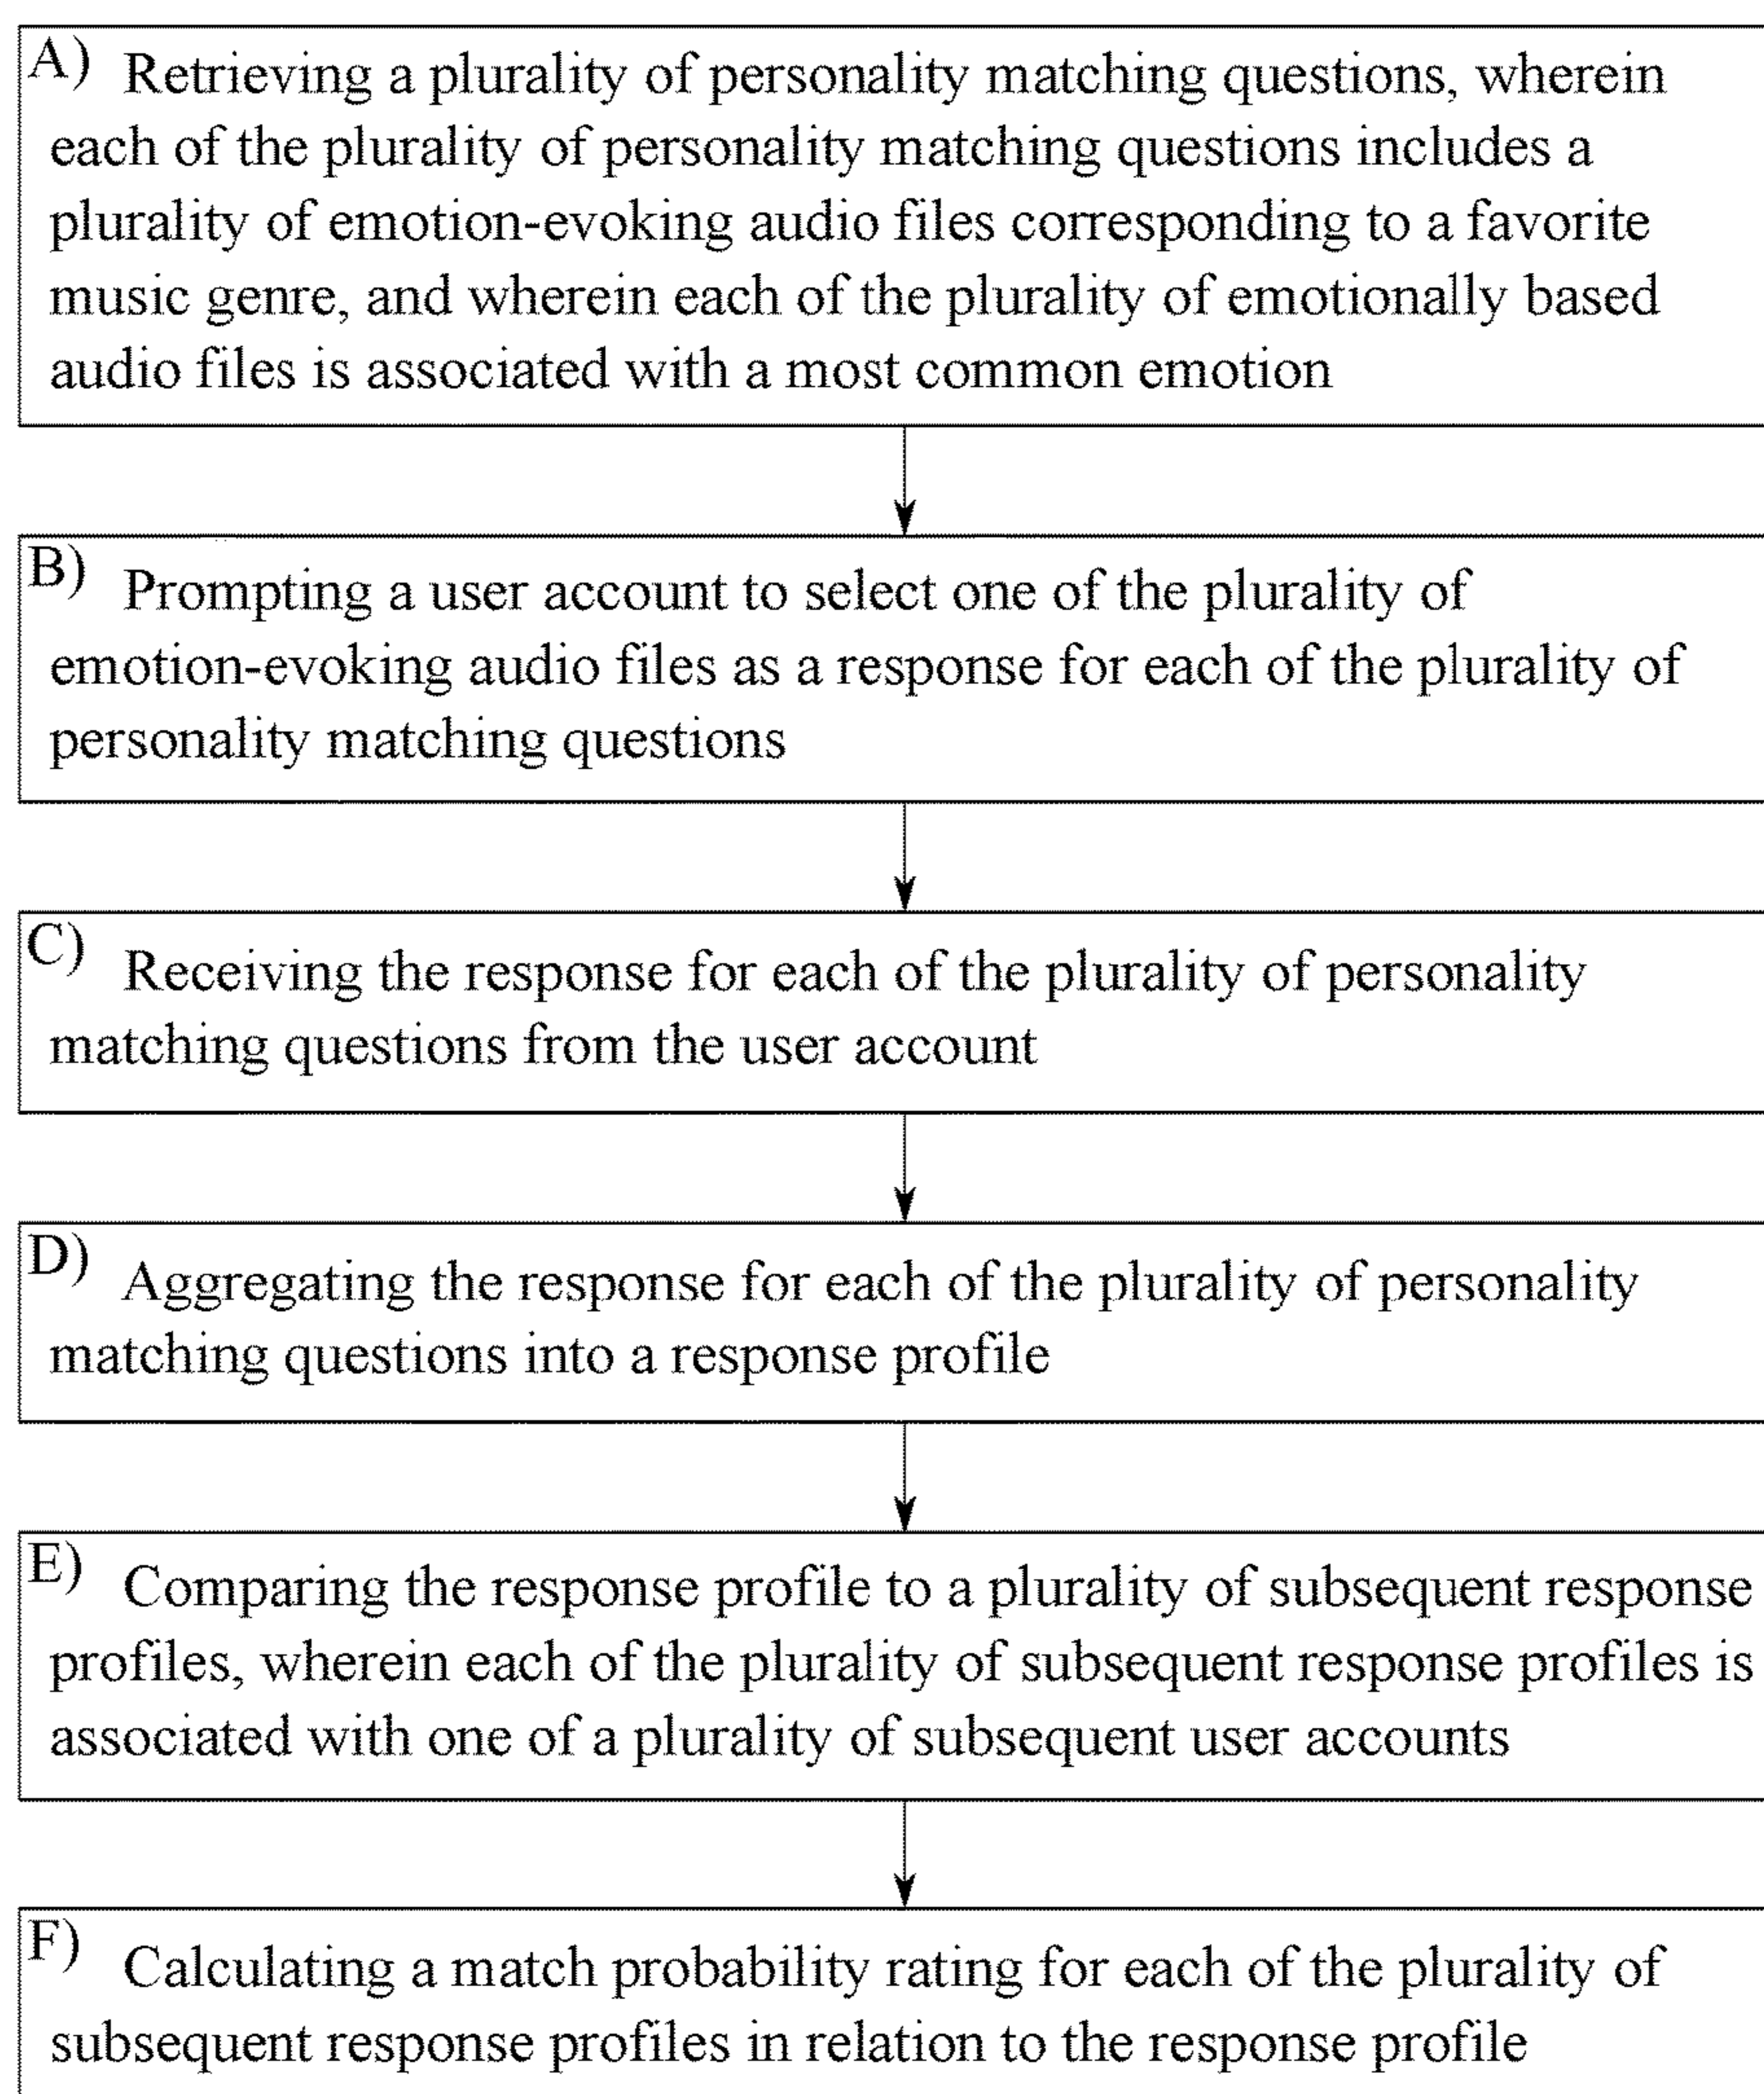 A) Retrieving a plurality of personality matching questions, wherein
each of the plurality of personality matching questions includes a
plurality of emotion-evoking audio files corresponding to a favorite
music genre, and wherein each of the plurality of emotionally based
audio files is associated with a most common emotion
B) Prompting a user account to select one of the plurality of
emotion-evoking audio files as a response for each of the plurality of
personality matching questions
C) Receiving the response for each of the plurality of personality
matching questions from the user account
D) Aggregating the response for each of the plurality of personality
matching questions into a response profile
E) Comparing the response profile to a plurality of subsequent response
profiles, wherein each of the plurality of subsequent response profiles is
associated with one of a plurality of subsequent user accounts
F) Calculating a match probability rating for each of the plurality of
subsequent response profiles in relation to the response profile